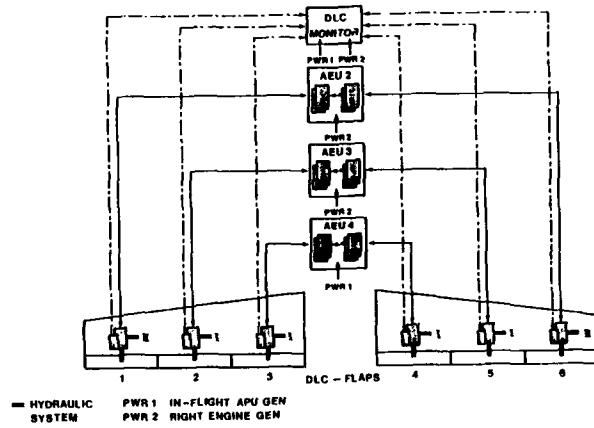 DLC
MONITOR
PWR 1 PWR 2
AEU 2
PWR 2
AEU 3
PWR 2
AEU 4
PWR 1
II I I I I II
1 2 3 DLC - FLAPS 4 5 6
HYDRAULIC SYSTEM
PWR 1 IN-FLIGHT APU GEN
PWR 2 RIGHT ENGINE GEN